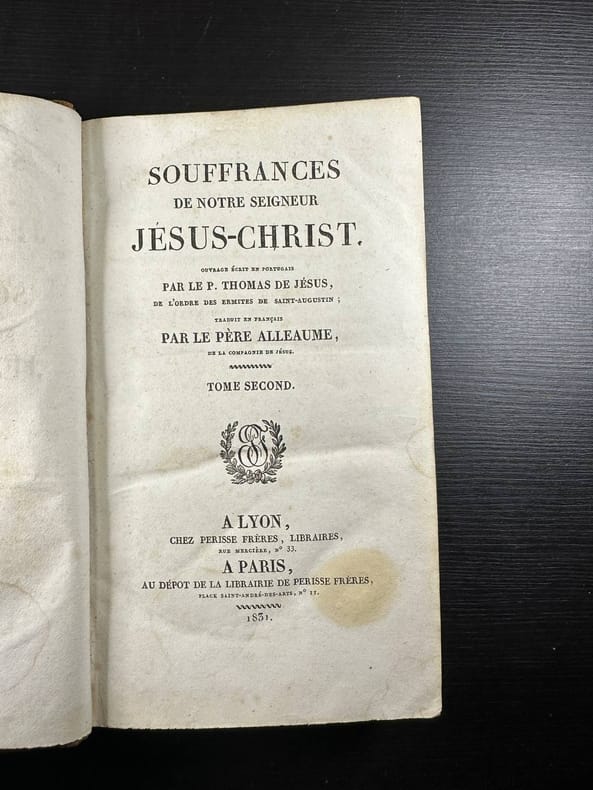 SOUFFRANCES
DE NOTRE SEIGNEUR
JÉSUS-CHRIST.
OUVRAGE ÉCRIT EN PORTUGAIS
PAR LE P. THOMAS DE JÉSUS,
DE L'ORDRE DES ERMITES DE SAINT-AUGUSTIN ;
TRADUIT EN FRANÇAIS
PAR LE PÈRE ALLEAUME,
DE LA COMPAGNIE DE JÉSUS.
TOME SECOND.
A LYON,
CHEZ PERISSE FRÈRES, LIBRAIRES,
RUE MERCIÈRE, N° 33.
A PARIS,
AU DÉPOT DE LA LIBRAIRIE DE PERISSE FRÈRES,
PLACE SAINT-ANDRÉ-DES-ARTS, N° 11.
1831.